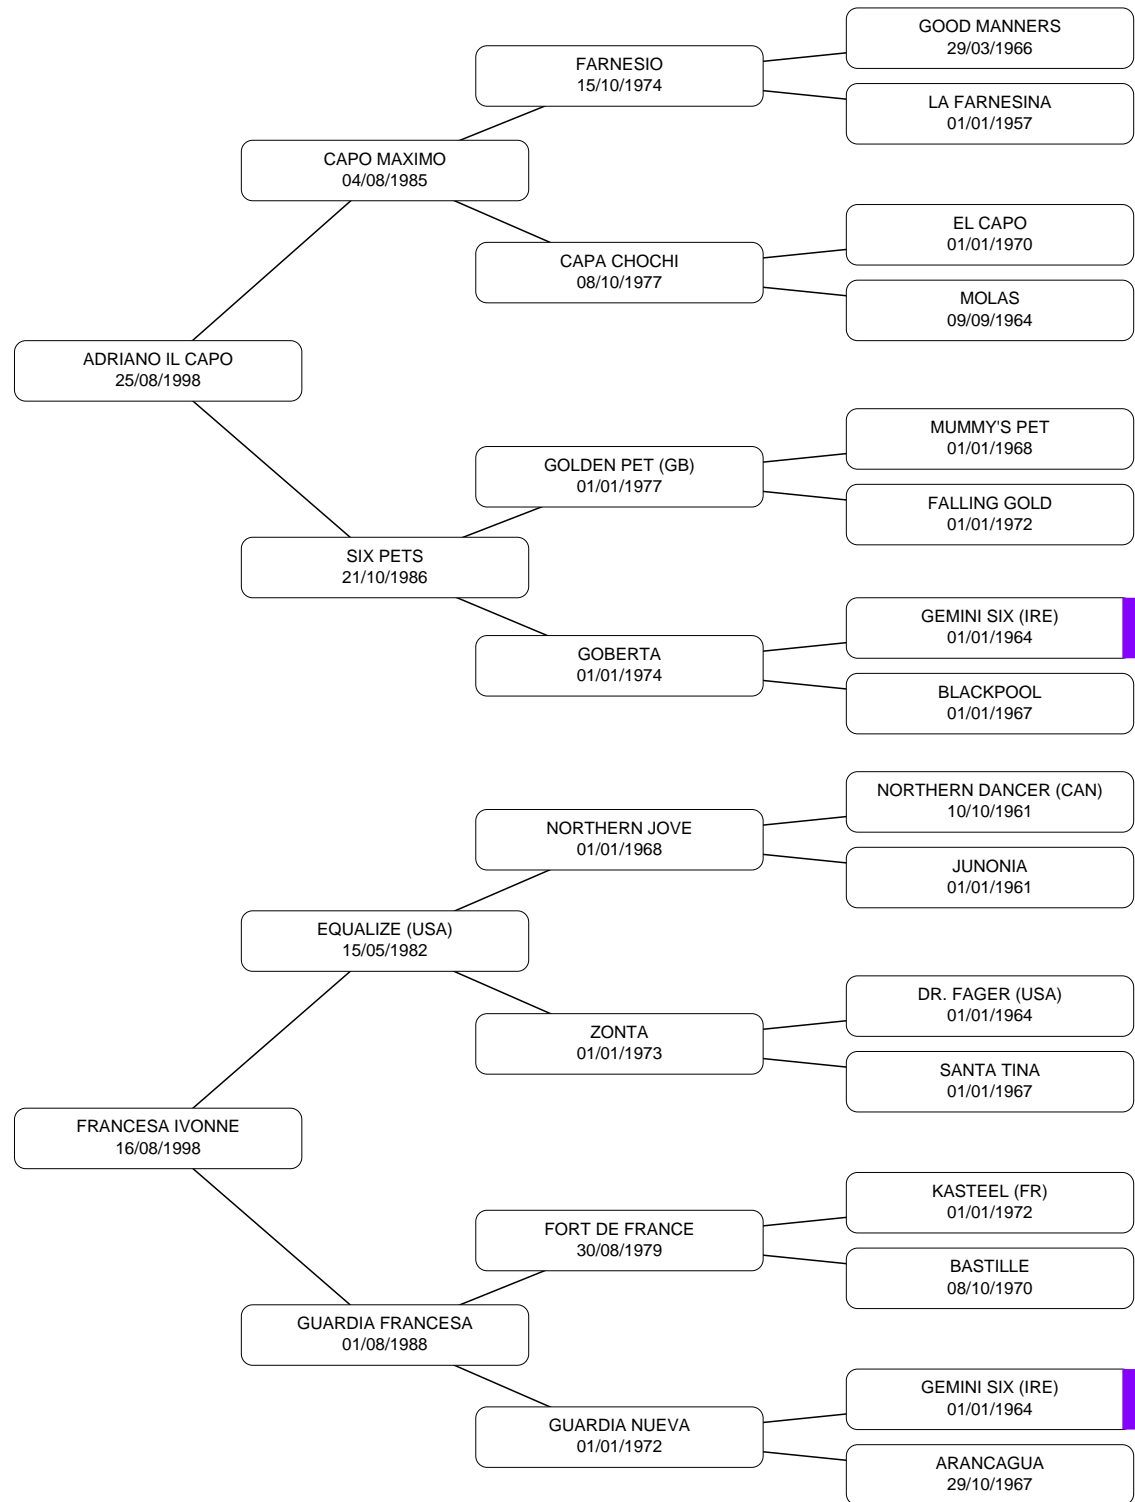 GOOD MANNERS
29/03/1966
FARNESIO
15/10/1974
LA FARNESINA
01/01/1957
CAPO MAXIMO
04/08/1985
EL CAPO
01/01/1970
CAPA CHOCHI
08/10/1977
MOLAS
09/09/1964
ADRIANO IL CAPO
25/08/1998
MUMMY'S PET
01/01/1968
GOLDEN PET (GB)
01/01/1977
FALLING GOLD
01/01/1972
SIX PETS
21/10/1986
GEMINI SIX (IRE)
01/01/1964
GOBERTA
01/01/1974
BLACKPOOL
01/01/1967
NORTHERN DANCER (CAN)
10/10/1961
NORTHERN JOVE
01/01/1968
JUNONIA
01/01/1961
EQUALIZE (USA)
15/05/1982
DR. FAGER (USA)
01/01/1964
ZONTA
01/01/1973
SANTA TINA
01/01/1967
FRANCESA IVONNE
16/08/1998
KASTEEL (FR)
01/01/1972
FORT DE FRANCE
30/08/1979
BASTILLE
08/10/1970
GUARDIA FRANCESA
01/08/1988
GEMINI SIX (IRE)
01/01/1964
GUARDIA NUEVA
01/01/1972
ARANCAGUA
29/10/1967